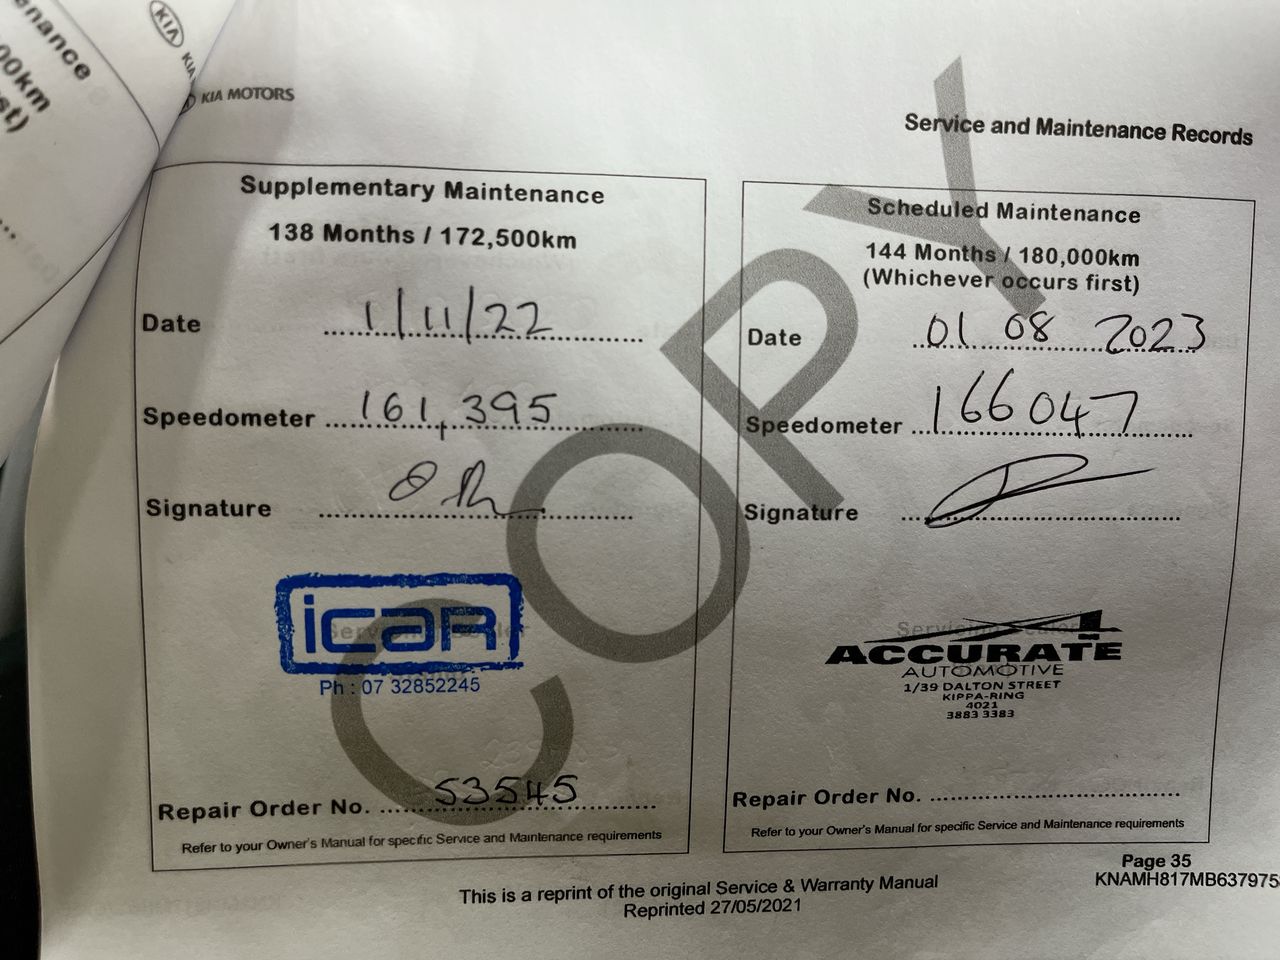 enance
00km
st)
KIA
KIA
KIA MOTORS
Service and Maintenance Records
Supplementary Maintenance
138 Months / 172,500km
Date 1/11/22
Speedometer 161,395
Signature
icaR
Ph : 07 32852245
Repair Order No. 53545
Refer to your Owner's Manual for specific Service and Maintenance requirements
Scheduled Maintenance
144 Months / 180,000km
(Whichever occurs first)
Date 01 08 2023
Speedometer 166047
Signature
Servicing Dealer
ACCURATE
AUTOMOTIVE
1/39 DALTON STREET
KIPPA-RING
4021
3883 3383
Repair Order No.
Refer to your Owner's Manual for specific Service and Maintenance requirements
COPY
Page 35
KNAMH817MB637975
This is a reprint of the original Service & Warranty Manual
Reprinted 27/05/2021